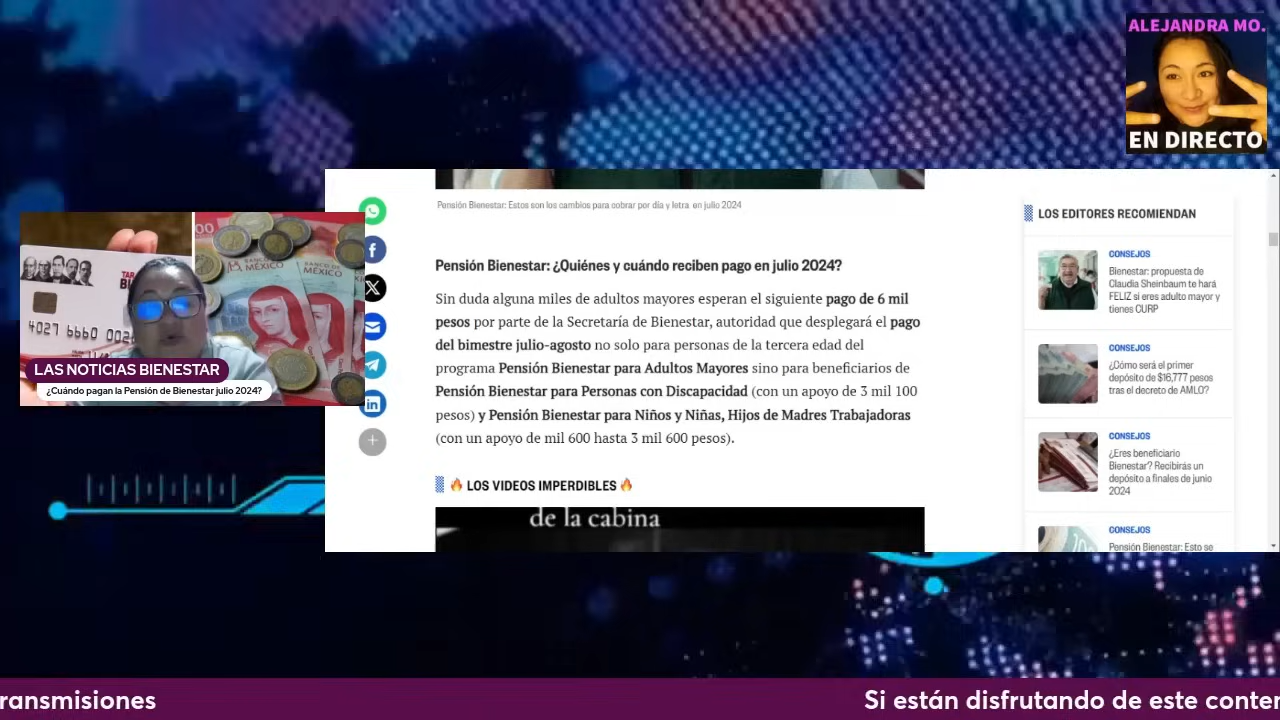 ALEJANDRA MO.
EN DIRECTO
Pensión Bienestar: Estos son los cambios para cobrar por día y letra en julio 2024
Pensión Bienestar: ¿Quiénes y cuándo reciben pago en julio 2024?
Sin duda alguna miles de adultos mayores esperan el siguiente pago de 6 mil
pesos por parte de la Secretaría de Bienestar, autoridad que desplegará el pago
del bimestre julio-agosto no solo para personas de la tercera edad del
programa Pensión Bienestar para Adultos Mayores sino para beneficiarios de
Pensión Bienestar para Personas con Discapacidad (con un apoyo de 3 mil 100
pesos) y Pensión Bienestar para Niños y Niñas, Hijos de Madres Trabajadoras
(con un apoyo de mil 600 hasta 3 mil 600 pesos).
🔥 LOS VIDEOS IMPERDIBLES 🔥
de la cabina
LOS EDITORES RECOMIENDAN
CONSEJOS
Bienestar: propuesta de
Claudia Sheinbaum te hará
FELIZ si eres adulto mayor y
tienes CURP
CONSEJOS
¿Cómo será el primer
depósito de $16,777 pesos
tras el decreto de AMLO?
CONSEJOS
¿Eres beneficiario
Bienestar? Recibirás un
depósito a finales de junio
2024
CONSEJOS
Pensión Bienestar: Esto se
BANCO DE
MÉXICO
MÉXICO
TAR
BI
4027 6660 002
LAS NOTICIAS BIENESTAR
¿Cuándo pagan la Pensión de Bienestar julio 2024?
ransmisiones
Si están disfrutando de este conter